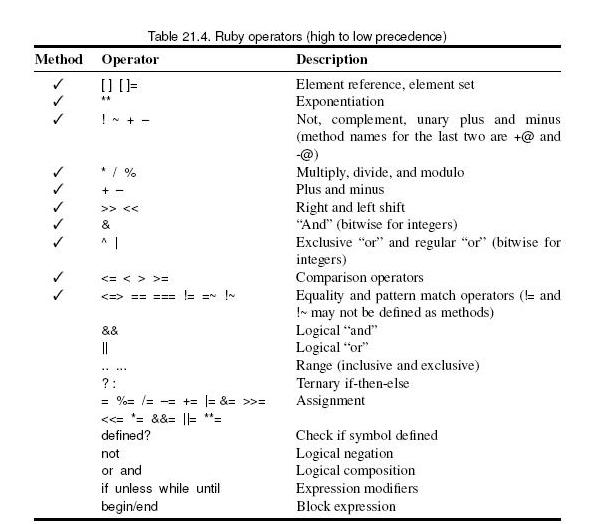 Table 21.4. Ruby operators (high to low precedence)
Method Operator Description
✓ [ ] [ ]= Element reference, element set
✓ ** Exponentiation
✓ ! ~ + – Not, complement, unary plus and minus
(method names for the last two are +@ and
-@)
✓ * / % Multiply, divide, and modulo
✓ + – Plus and minus
✓ >> << Right and left shift
✓ & “And” (bitwise for integers)
✓ ^ | Exclusive “or” and regular “or” (bitwise for
integers)
✓ <= < > >= Comparison operators
✓ <=> == === != =~ !~ Equality and pattern match operators (!= and
!~ may not be defined as methods)
&& Logical “and”
|| Logical “or”
.. ... Range (inclusive and exclusive)
? : Ternary if-then-else
= %= /= –= += |= &= >>= Assignment
<<= *= &&= ||= **=
defined? Check if symbol defined
not Logical negation
or and Logical composition
if unless while until Expression modifiers
begin/end Block expression